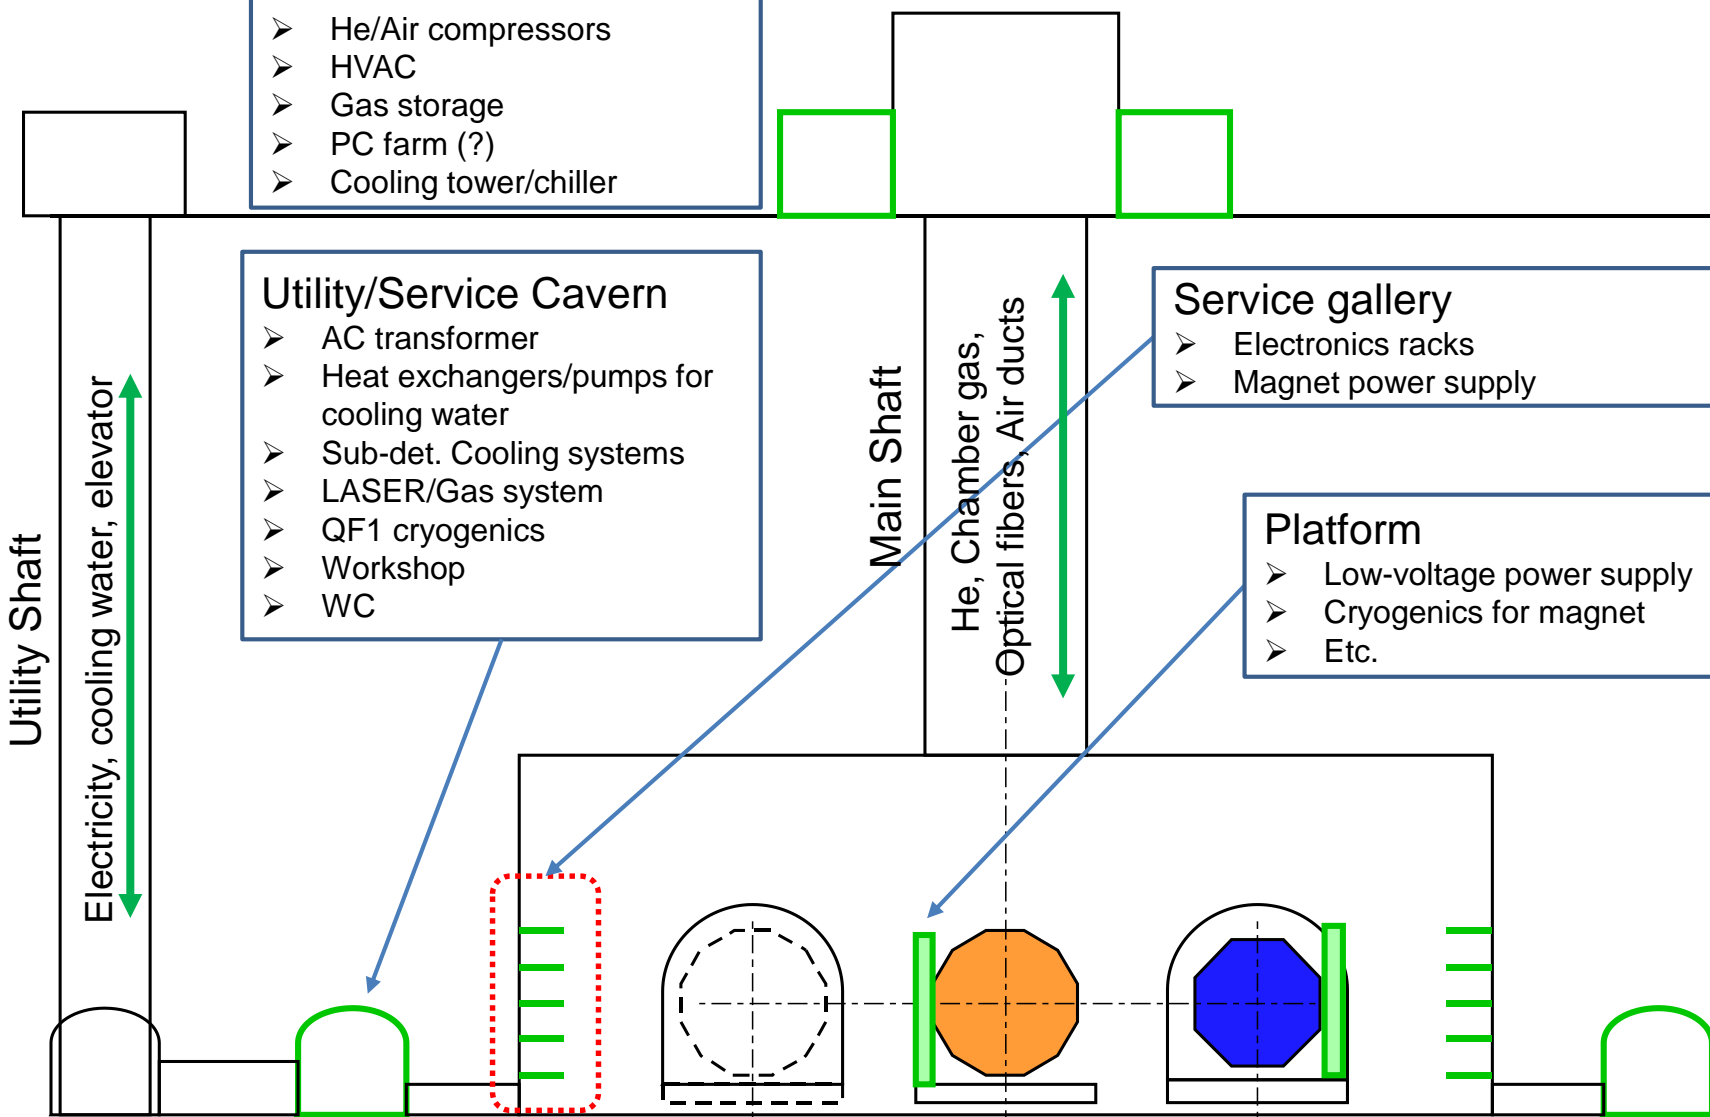 ➢ He/Air compressors
➢ HVAC
➢ Gas storage
➢ PC farm (?)
➢ Cooling tower/chiller
Utility/Service Cavern
➢ AC transformer
➢ Heat exchangers/pumps for
cooling water
➢ Sub-det. Cooling systems
➢ LASER/Gas system
➢ QF1 cryogenics
➢ Workshop
➢ WC
Service gallery
➢ Electronics racks
➢ Magnet power supply
Platform
➢ Low-voltage power supply
➢ Cryogenics for magnet
➢ Etc.
Utility Shaft
Electricity, cooling water, elevator
Main Shaft
He, Chamber gas,
Optical fibers, Air ducts